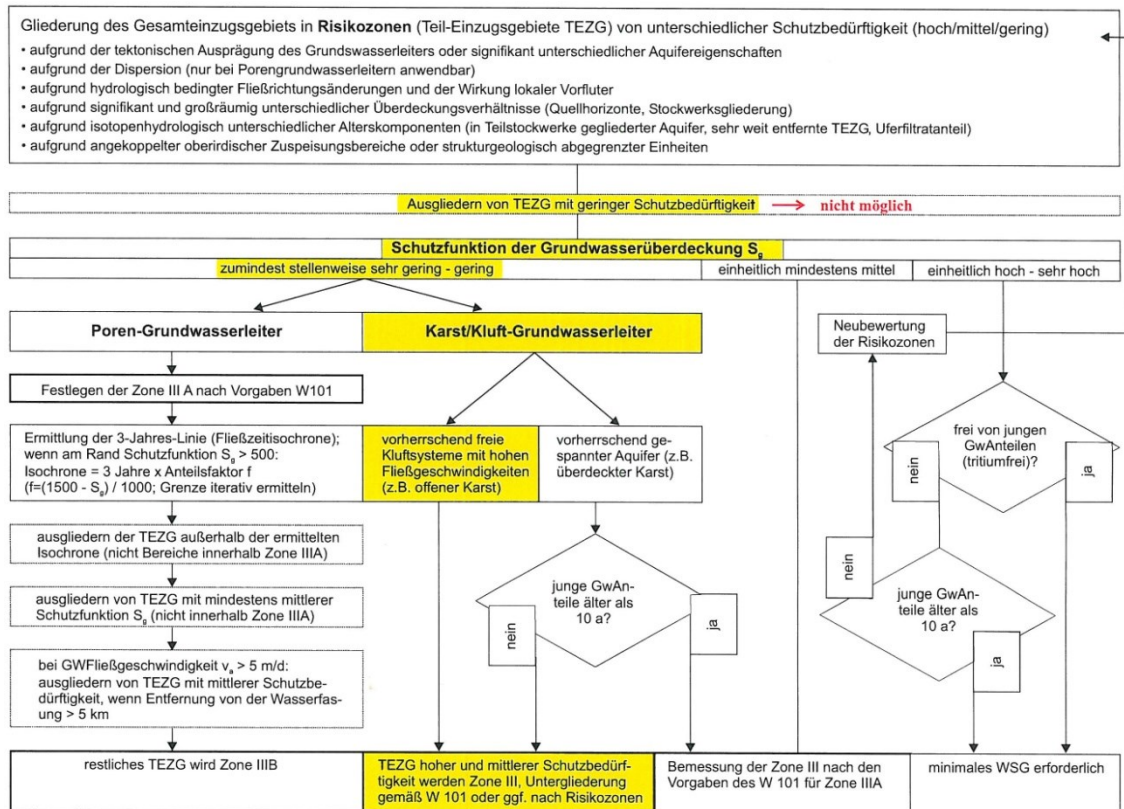 Gliederung des Gesamteinzugsgebiets in Risikozonen (Teil-Einzugsgebiete TEZG) von unterschiedlicher Schutzbedürftigkeit (hoch/mittel/gering)
• aufgrund der tektonischen Ausprägung des Grundswasserleiters oder signifikant unterschiedlicher Aquifereigenschaften
• aufgrund der Dispersion (nur bei Porengrundwasserleitern anwendbar)
• aufgrund hydrologisch bedingter Fließrichtungsänderungen und der Wirkung lokaler Vorfluter
• aufgrund signifikant und großräumig unterschiedlicher Überdeckungsverhältnisse (Quellhorizonte, Stockwerksgliederung)
• aufgrund isotopenhydrologisch unterschiedlicher Alterskomponenten (in Teilstockwerke gegliederter Aquifer, sehr weit entfernte TEZG, Uferfiltratanteil)
• aufgrund angekoppelter oberirdischer Zuspeisungsbereiche oder strukturgeologisch abgegrenzter Einheiten
Ausgliedern von TEZG mit geringer Schutzbedürftigkeit → nicht möglich
Schutzfunktion der Grundwasserüberdeckung Sg
zumindest stellenweise sehr gering - gering
einheitlich mindestens mittel
einheitlich hoch - sehr hoch
Poren-Grundwasserleiter
Karst/Kluft-Grundwasserleiter
Neubewertung
der Risikozonen
Festlegen der Zone III A nach Vorgaben W101
Ermittlung der 3-Jahres-Linie (Fließzeitisochrone);
wenn am Rand Schutzfunktion Sg > 500:
Isochrone = 3 Jahre x Anteilsfaktor f
(f=(1500 - Sg) / 1000; Grenze iterativ ermitteln)
vorherrschend freie
Kluftsysteme mit hohen
Fließgeschwindigkeiten
(z.B. offener Karst)
vorherrschend ge-
spannter Aquifer (z.B.
überdeckter Karst)
frei von jungen
GwAnteilen
(tritiumfrei)?
nein
ja
ausgliedern der TEZG außerhalb der ermittelten
Isochrone (nicht Bereiche innerhalb Zone IIIA)
ausgliedern von TEZG mit mindestens mittlerer
Schutzfunktion Sg (nicht innerhalb Zone IIIA)
junge GwAn-
teile älter als
10 a?
nein
ja
junge GwAn-
teile älter als
10 a?
nein
ja
bei GWFließgeschwindigkeit va > 5 m/d:
ausgliedern von TEZG mit mittlerer Schutzbe-
dürftigkeit, wenn Entfernung von der Wasserfas-
sung > 5 km
restliches TEZG wird Zone IIIB
TEZG hoher und mittlerer Schutzbedürf-
tigkeit werden Zone III, Untergliederung
gemäß W 101 oder ggf. nach Risikozonen
Bemessung der Zone III nach den
Vorgaben des W 101 für Zone IIIA
minimales WSG erforderlich